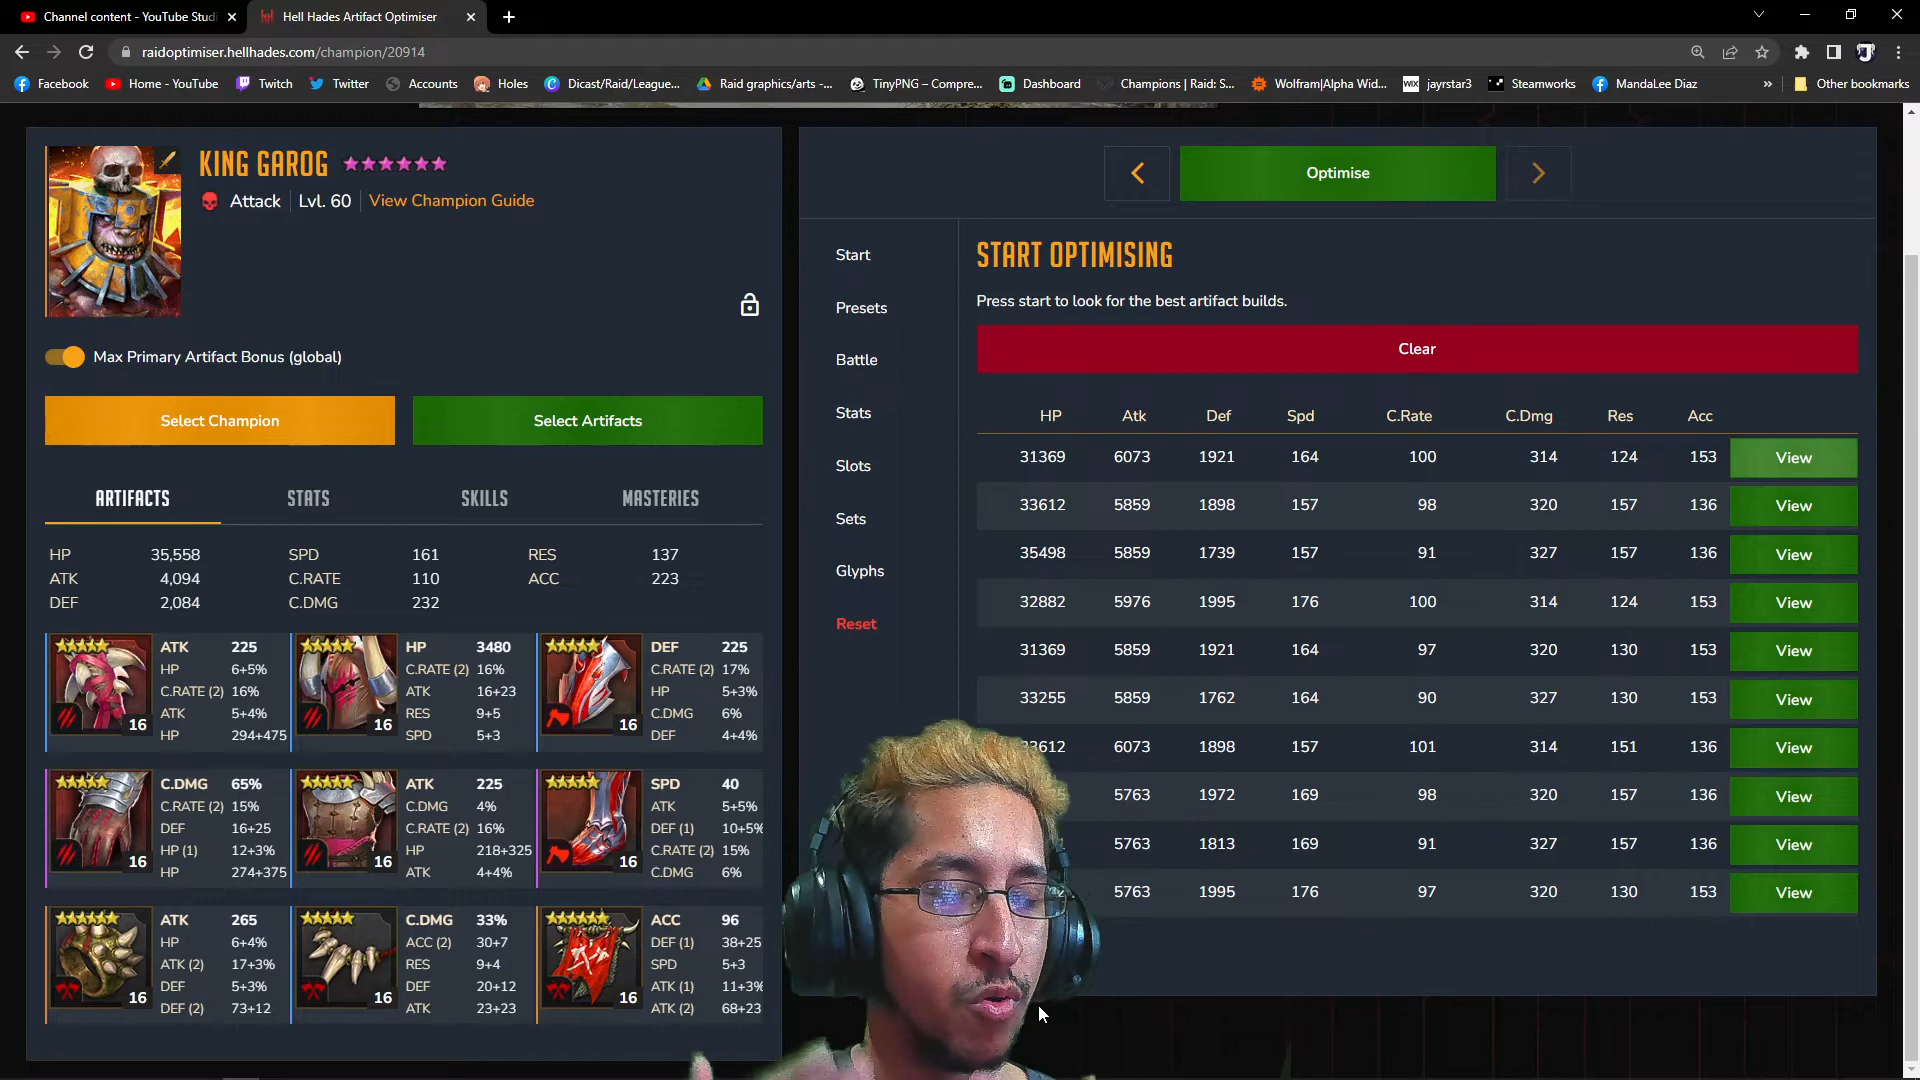 Channel content - YouTube Studi
Hell Hades Artifact Optimiser
raidoptimiser.hellhades.com/champion/20914
Facebook
Home - YouTube
Twitch
Twitter
Accounts
Holes
Dicast/Raid/League...
Raid graphics/arts -...
TinyPNG – Compre...
Dashboard
Champions | Raid: S...
Wolfram|Alpha Wid...
WIX jayrstar3
Steamworks
MandaLee Diaz
»
Other bookmarks
KING GAROG
Attack | Lvl. 60 | View Champion Guide
Max Primary Artifact Bonus (global)
Select Champion
Select Artifacts
ARTIFACTS STATS SKILLS MASTERIES
HP 35,558 SPD 161 RES 137
ATK 4,094 C.RATE 110 ACC 223
DEF 2,084 C.DMG 232
ATK 225
HP 6+5%
C.RATE (2) 16%
ATK 5+4%
HP 294+475
16
HP 3480
C.RATE (2) 16%
ATK 16+23
RES 9+5
SPD 5+3
16
DEF 225
C.RATE (2) 17%
HP 5+3%
C.DMG 6%
DEF 4+4%
16
C.DMG 65%
C.RATE (2) 15%
DEF 16+25
HP (1) 12+3%
HP 274+375
16
ATK 225
C.DMG 4%
C.RATE (2) 16%
HP 218+325
ATK 4+4%
16
SPD 40
ATK 5+5%
DEF (1) 10+5%
C.RATE (2) 15%
C.DMG 6%
16
ATK 265
HP 6+4%
ATK (2) 17+3%
DEF 5+3%
DEF (2) 73+12
16
C.DMG 33%
ACC (2) 30+7
RES 9+4
DEF 20+12
ATK 23+23
16
ACC 96
DEF (1) 38+25
SPD 5+3
ATK (1) 11+3%
ATK (2) 68+23
16
Optimise
Start
Presets
Battle
Stats
Slots
Sets
Glyphs
Reset
START OPTIMISING
Press start to look for the best artifact builds.
Clear
HP Atk Def Spd C.Rate C.Dmg Res Acc
31369 6073 1921 164 100 314 124 153 View
33612 5859 1898 157 98 320 157 136 View
35498 5859 1739 157 91 327 157 136 View
32882 5976 1995 176 100 314 124 153 View
31369 5859 1921 164 97 320 130 153 View
33255 5859 1762 164 90 327 130 153 View
6073 1898 157 101 314 151 136 View
5763 1972 169 98 320 157 136 View
5763 1813 169 91 327 157 136 View
5763 1995 176 97 320 130 153 View